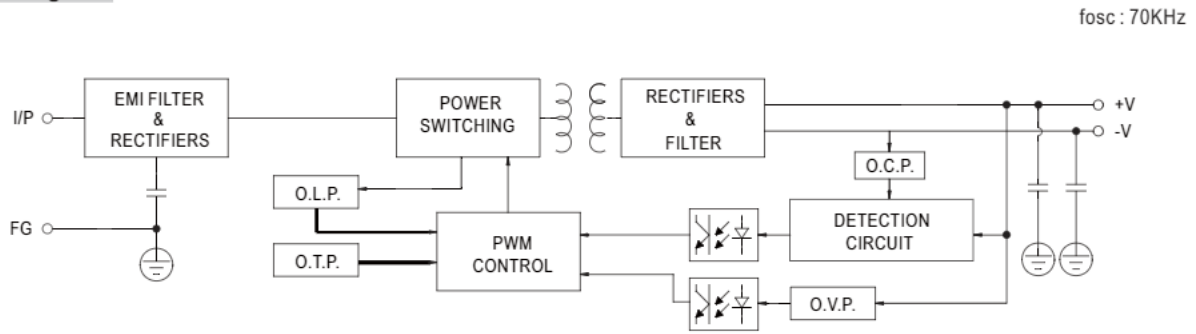 fosc : 70KHz
I/P
EMI FILTER
&
RECTIFIERS
POWER
SWITCHING
RECTIFIERS
&
FILTER
+V
-V
O.C.P.
O.L.P.
FG
PWM
CONTROL
DETECTION
CIRCUIT
O.T.P.
O.V.P.